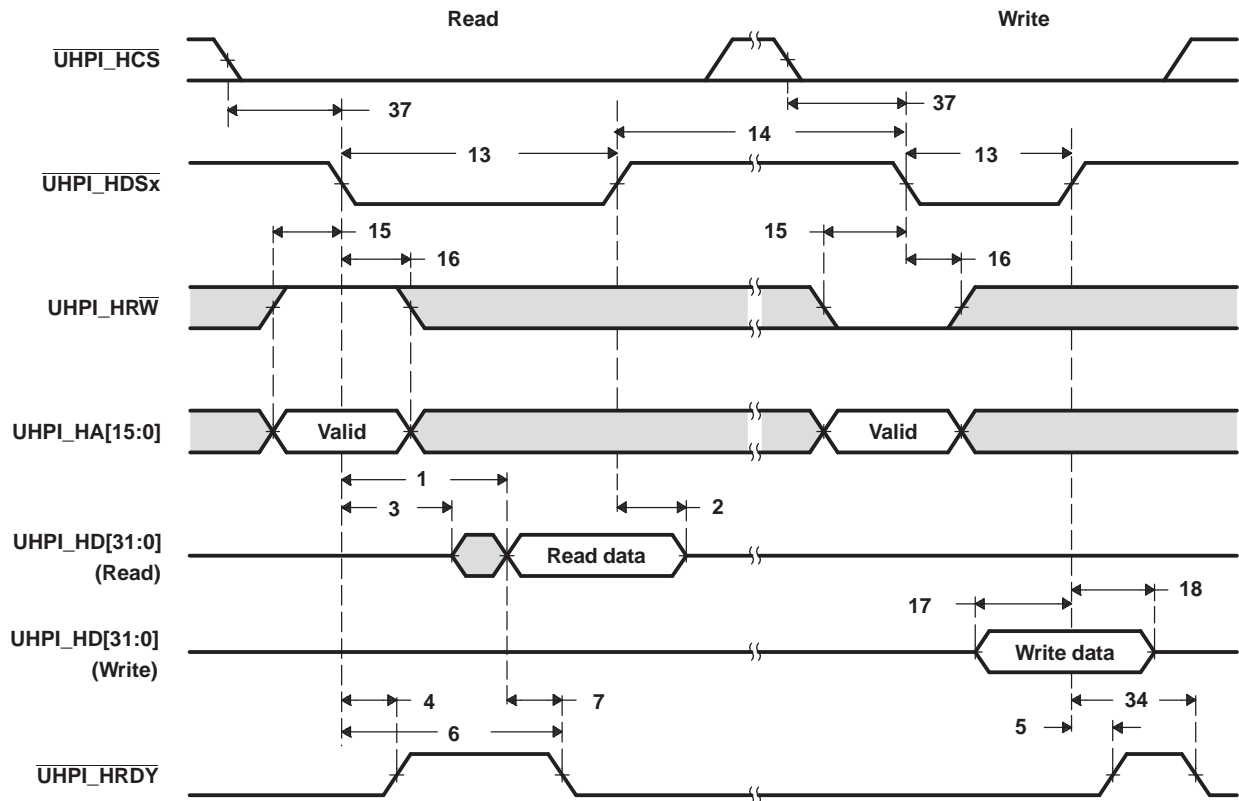 Read Write
UHPI_HCS
37 37
14
13 13
UHPI_HDSx
15 15
16 16
UHPI_HRW
UHPI_HA[15:0] Valid Valid
1
3 2
UHPI_HD[31:0]
(Read)
Read data
17 18
UHPI_HD[31:0]
(Write)
Write data
4 7 34
6 5
UHPI_HRDY